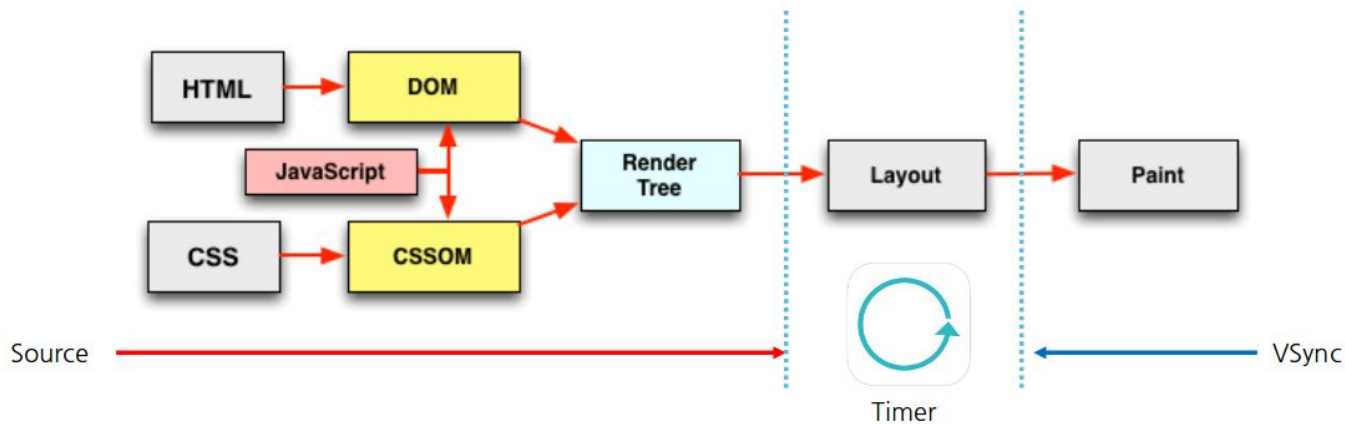 HTML
DOM
JavaScript
Render
Tree
Layout
Paint
CSS
CSSOM
Source
VSync
Timer